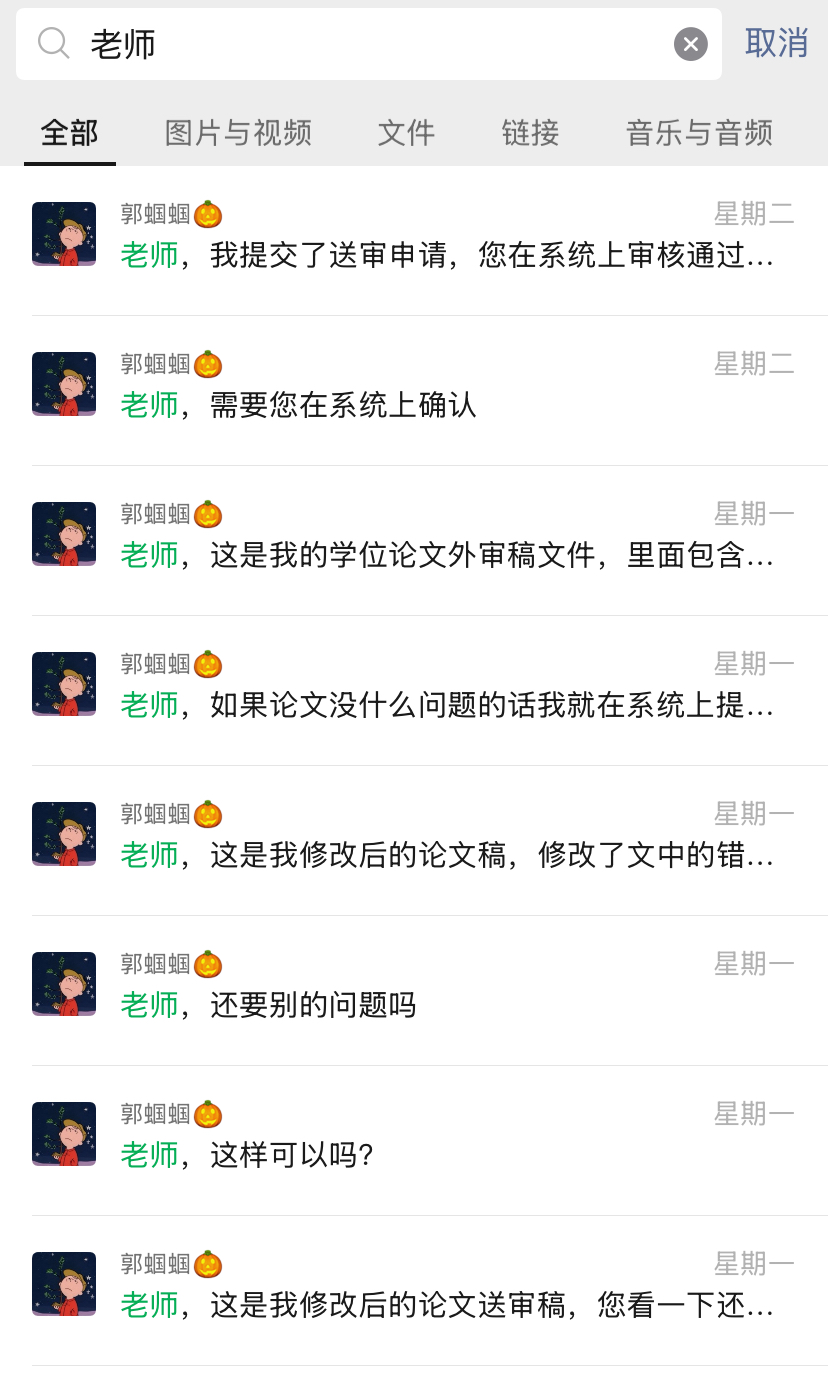 老师
取消
全部 图片与视频 文件 链接 音乐与音频
郭蝈蝈🎃 星期二
老师，我提交了送审申请，您在系统上审核通过...
郭蝈蝈🎃 星期二
老师，需要您在系统上确认
郭蝈蝈🎃 星期一
老师，这是我的学位论文外审稿文件，里面包含...
郭蝈蝈🎃 星期一
老师，如果论文没什么问题的话我就在系统上提...
郭蝈蝈🎃 星期一
老师，这是我修改后的论文稿，修改了文中的错...
郭蝈蝈🎃 星期一
老师，还要别的问题吗
郭蝈蝈🎃 星期一
老师，这样可以吗?
郭蝈蝈🎃 星期一
老师，这是我修改后的论文送审稿，您看一下还...